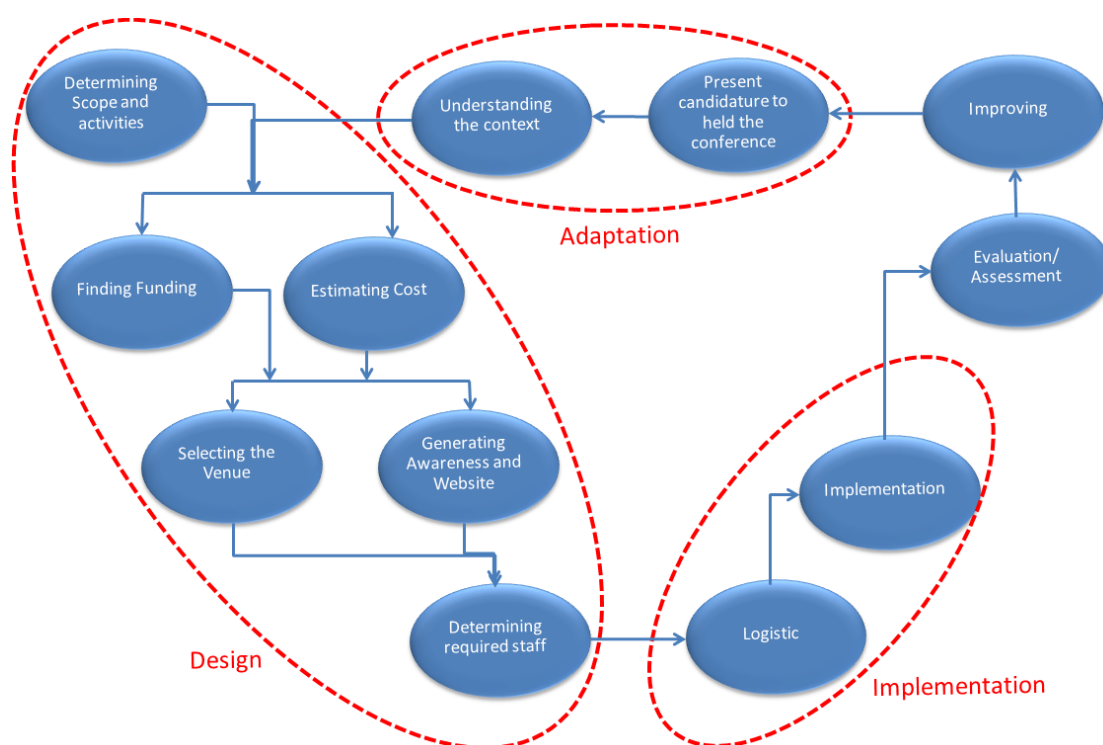 Determining
Scope and
activities
Understanding
the context
Present
candidature to
held the
conference
Improving
Adaptation
Finding Funding
Estimating Cost
Evaluation/
Assessment
Selecting the
Venue
Generating
Awareness and
Website
Implementation
Determining
required staff
Logistic
Design
Implementation